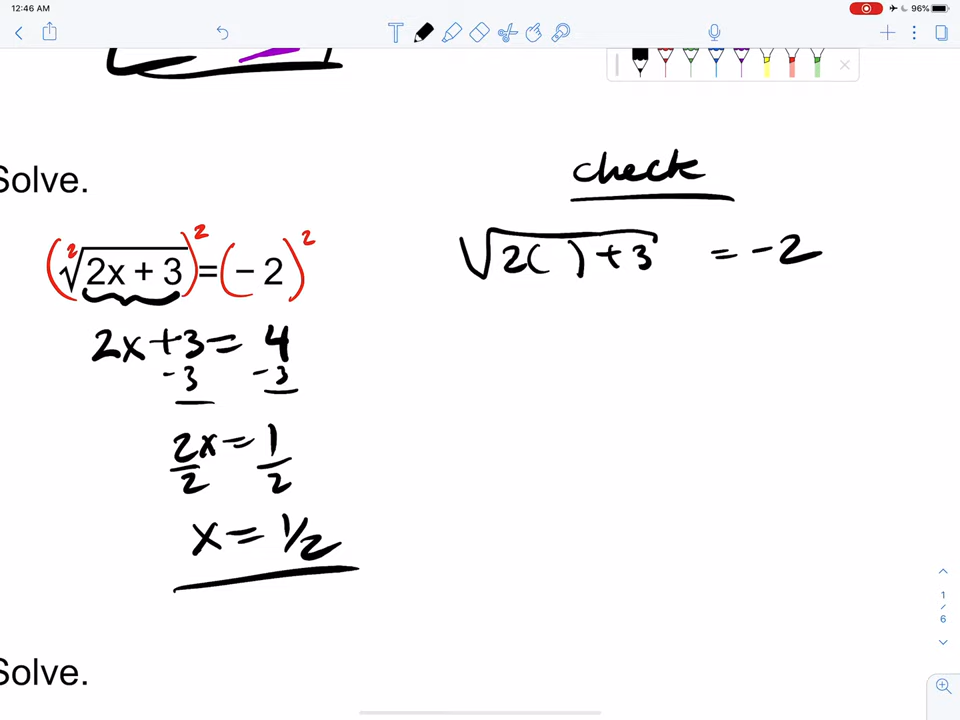 12:46 AM
96%
T
Solve.
check
(²√2x + 3)² = (− 2)²
√2( ) + 3 = -2
2x + 3 = 4
-3 -3
2x = 1
2 2
x = 1/2
1
/
6
Solve.